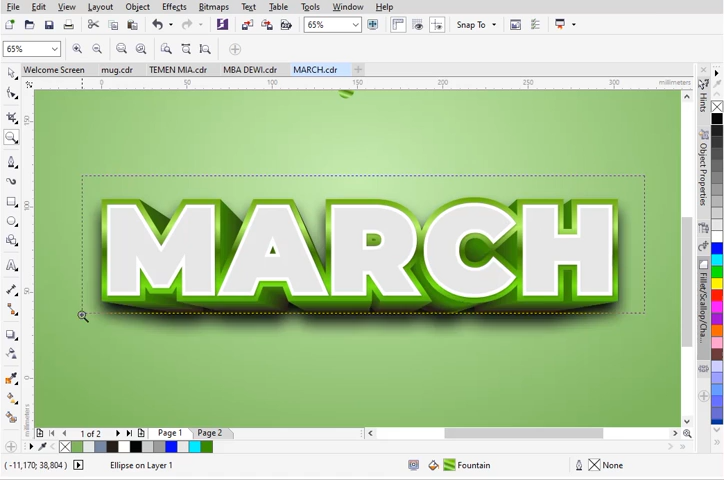 File Edit View Layout Object Effects Bitmaps Text Table Tools Window Help
65% Snap To
65%
Welcome Screen mug.cdr TEMEN MIA.cdr MBA DEWI.cdr MARCH.cdr
0 50 100 150 200 250 300 millimeters
MARCH
Hints
Object Properties
Fillet/Scallop/Cha...
millimeters
1 of 2 Page 1 Page 2
( -11,170; 38,804 ) Ellipse on Layer 1 Fountain None